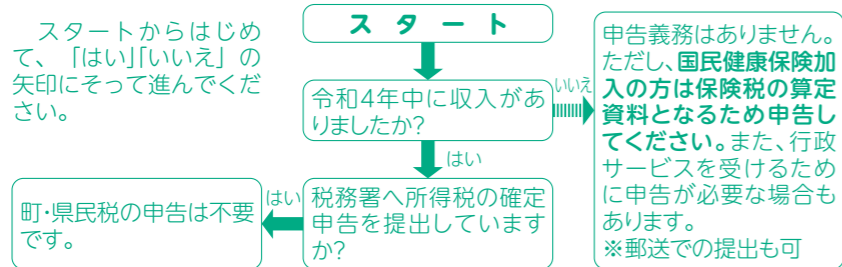 スタートからはじめ
て、「はい」「いいえ」の
矢印にそって進んでくだ
さい。
スタート
令和4年中に収入があ
りましたか?
いいえ
申告義務はありません。
ただし、国民健康保険加
入の方は保険税の算定
資料となるため申告し
てください。また、行政
サービスを受けるため
に申告が必要な場合も
あります。
※郵送での提出も可
はい
税務署へ所得税の確定
申告を提出しています
か?
はい
町・県民税の申告は不要
です。